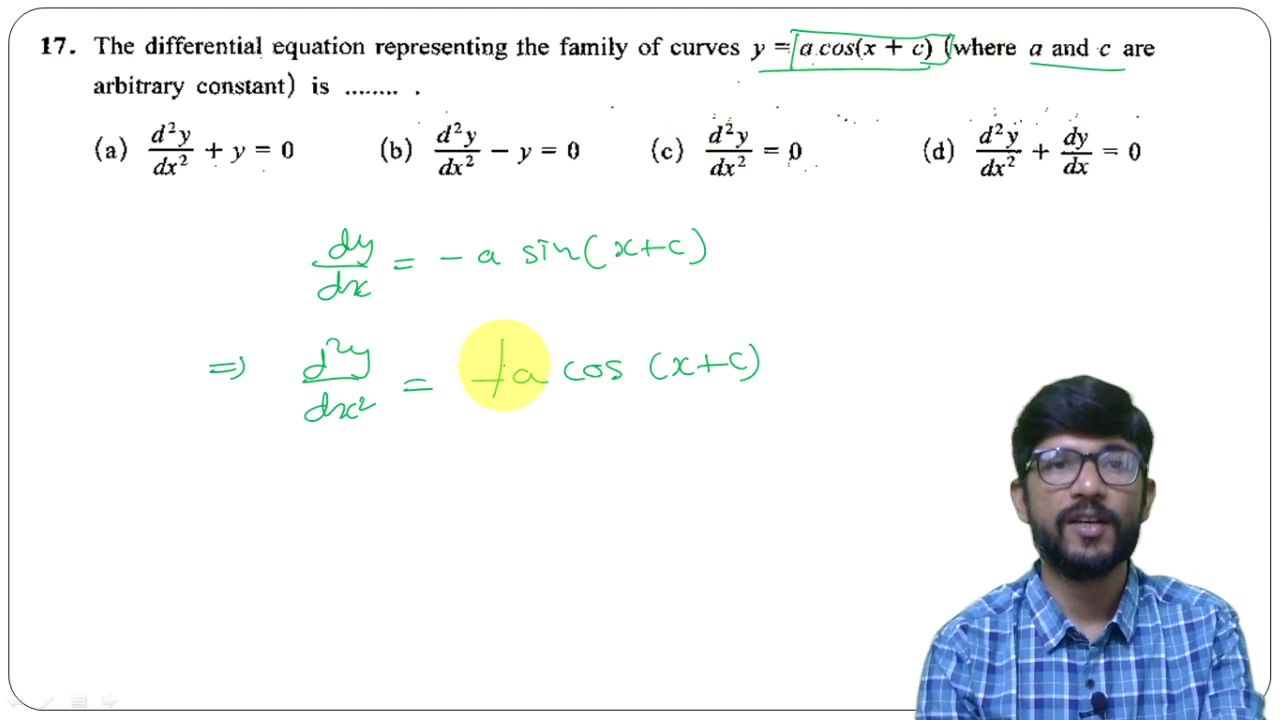 17. The differential equation representing the family of curves y = a cos(x + c) (where a and c are
arbitrary constant) is ........ .
(a) d²y/dx² + y = 0 (b) d²y/dx² − y = 0 (c) d²y/dx² = 0 (d) d²y/dx² + dy/dx = 0
dy/dx = − a sin(x+c)
⇒ d²y/dx² = +a cos (x+c)